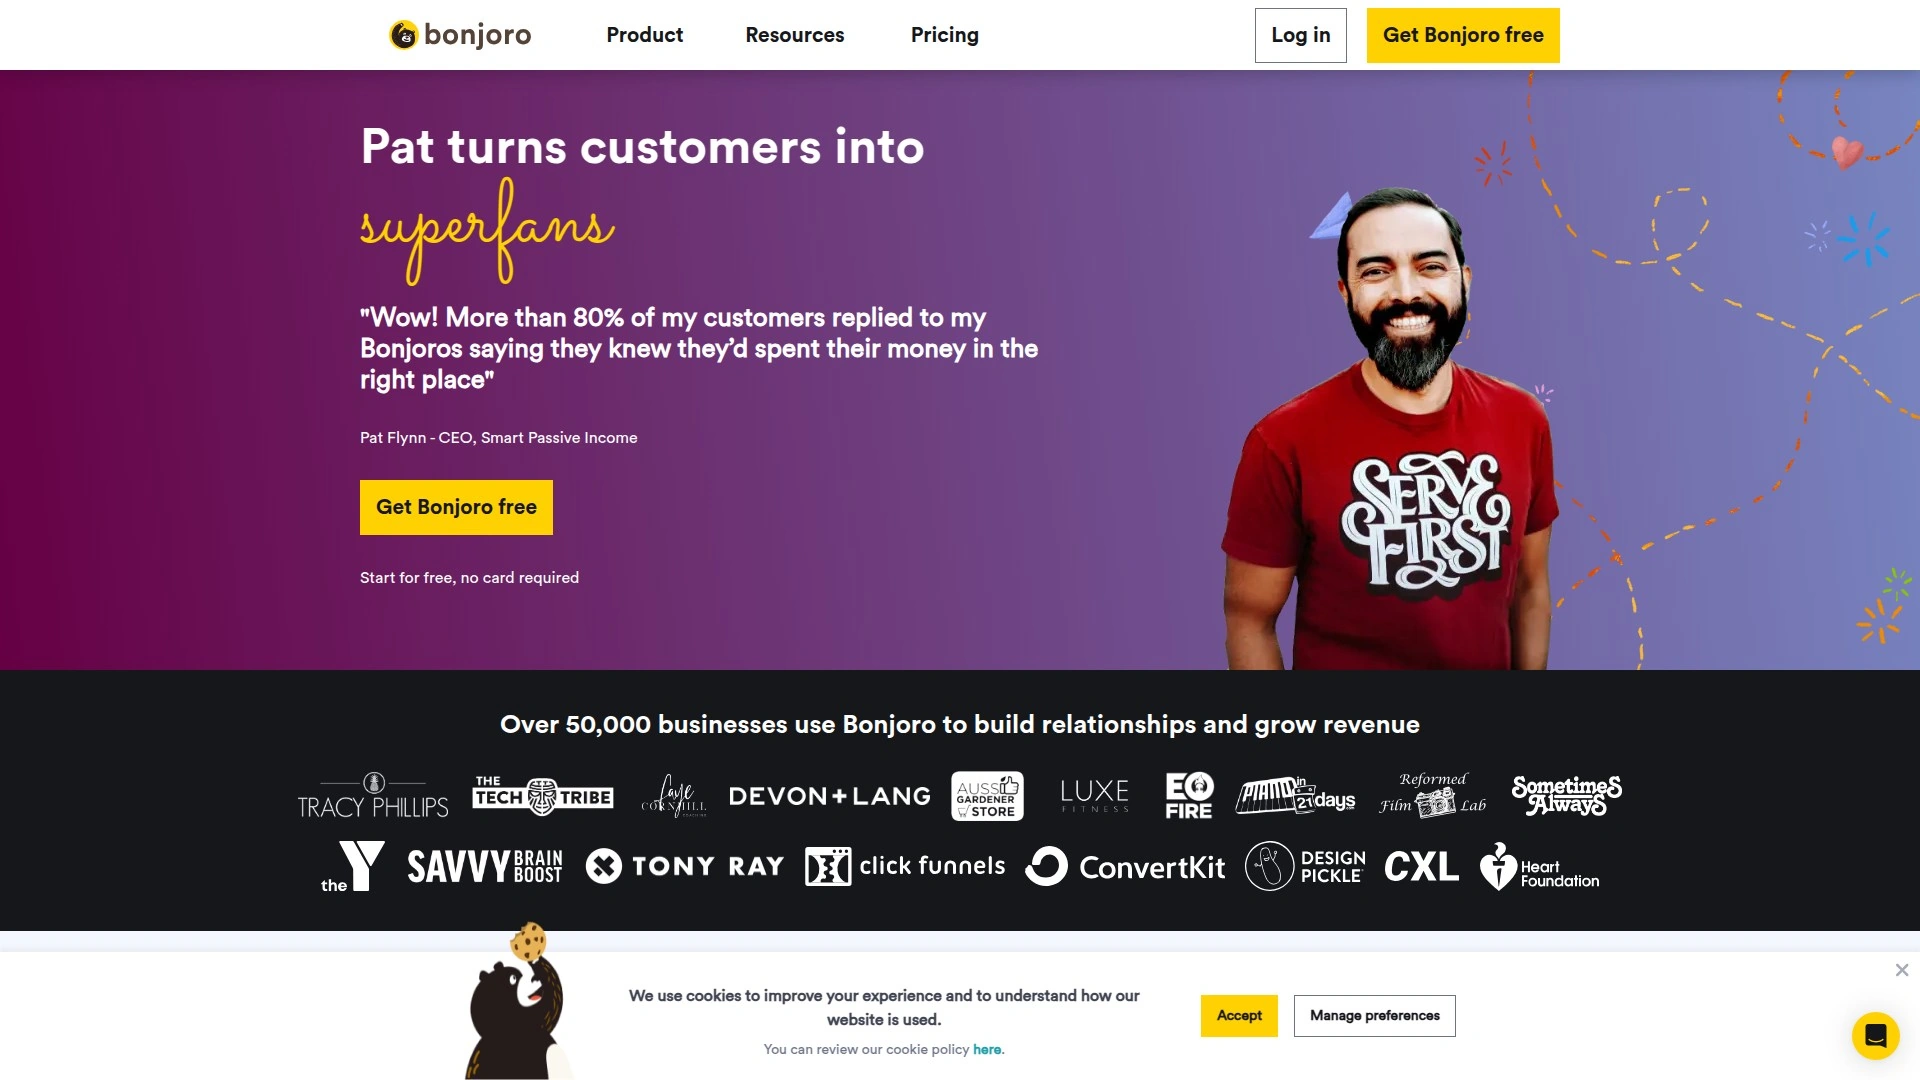 bonjoro
Product
Resources
Pricing
Log in
Get Bonjoro free
Pat turns customers into
superfans
"Wow! More than 80% of my customers replied to my
Bonjoros saying they knew they’d spent their money in the
right place"
Pat Flynn - CEO, Smart Passive Income
Get Bonjoro free
Start for free, no card required
SERVE
FIRST
Over 50,000 businesses use Bonjoro to build relationships and grow revenue
TRACY PHILLIPS
THE
TECH TRIBE
faye
CORNHILL
DEVON+LANG
AUSSI
GARDENER
STORE
LUXE
FITNESS
EO
FIRE
PIANO in
21 days
Reformed
Film Lab
Sometimes
Always
the Y
SAVVY BRAIN
BOOST
TONY RAY
click funnels
ConvertKit
DESIGN
PICKLE
CXL
Heart
Foundation
We use cookies to improve your experience and to understand how our
website is used.
You can review our cookie policy here.
Accept
Manage preferences